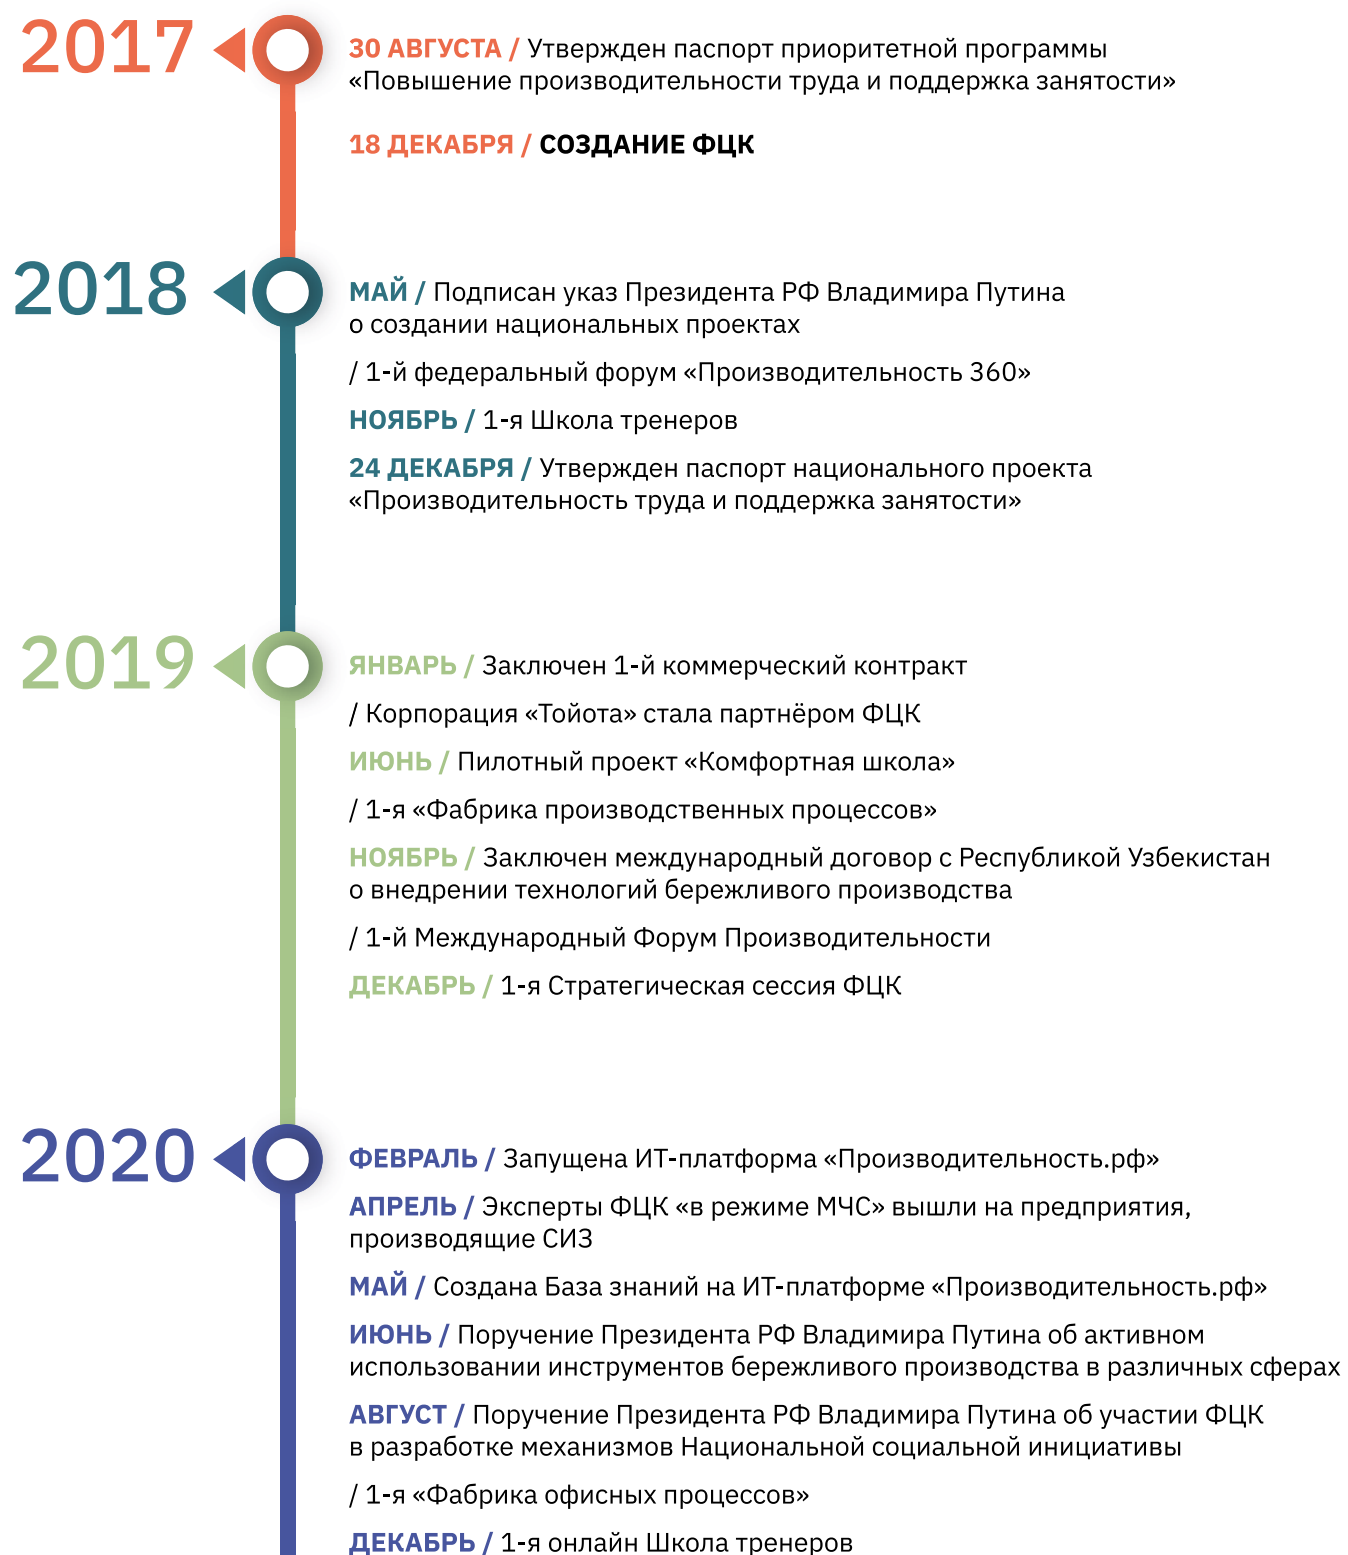 2017
30 АВГУСТА / Утвержден паспорт приоритетной программы
«Повышение производительности труда и поддержка занятости»
18 ДЕКАБРЯ / СОЗДАНИЕ ФЦК
2018
МАЙ / Подписан указ Президента РФ Владимира Путина
о создании национальных проектах
/ 1-й федеральный форум «Производительность 360»
НОЯБРЬ / 1-я Школа тренеров
24 ДЕКАБРЯ / Утвержден паспорт национального проекта
«Производительность труда и поддержка занятости»
2019
ЯНВАРЬ / Заключен 1-й коммерческий контракт
/ Корпорация «Тойота» стала партнёром ФЦК
ИЮНЬ / Пилотный проект «Комфортная школа»
/ 1-я «Фабрика производственных процессов»
НОЯБРЬ / Заключен международный договор с Республикой Узбекистан
о внедрении технологий бережливого производства
/ 1-й Международный Форум Производительности
ДЕКАБРЬ / 1-я Стратегическая сессия ФЦК
2020
ФЕВРАЛЬ / Запущена ИТ-платформа «Производительность.рф»
АПРЕЛЬ / Эксперты ФЦК «в режиме МЧС» вышли на предприятия,
производящие СИЗ
МАЙ / Создана База знаний на ИТ-платформе «Производительность.рф»
ИЮНЬ / Поручение Президента РФ Владимира Путина об активном
использовании инструментов бережливого производства в различных сферах
АВГУСТ / Поручение Президента РФ Владимира Путина об участии ФЦК
в разработке механизмов Национальной социальной инициативы
/ 1-я «Фабрика офисных процессов»
ДЕКАБРЬ / 1-я онлайн Школа тренеров